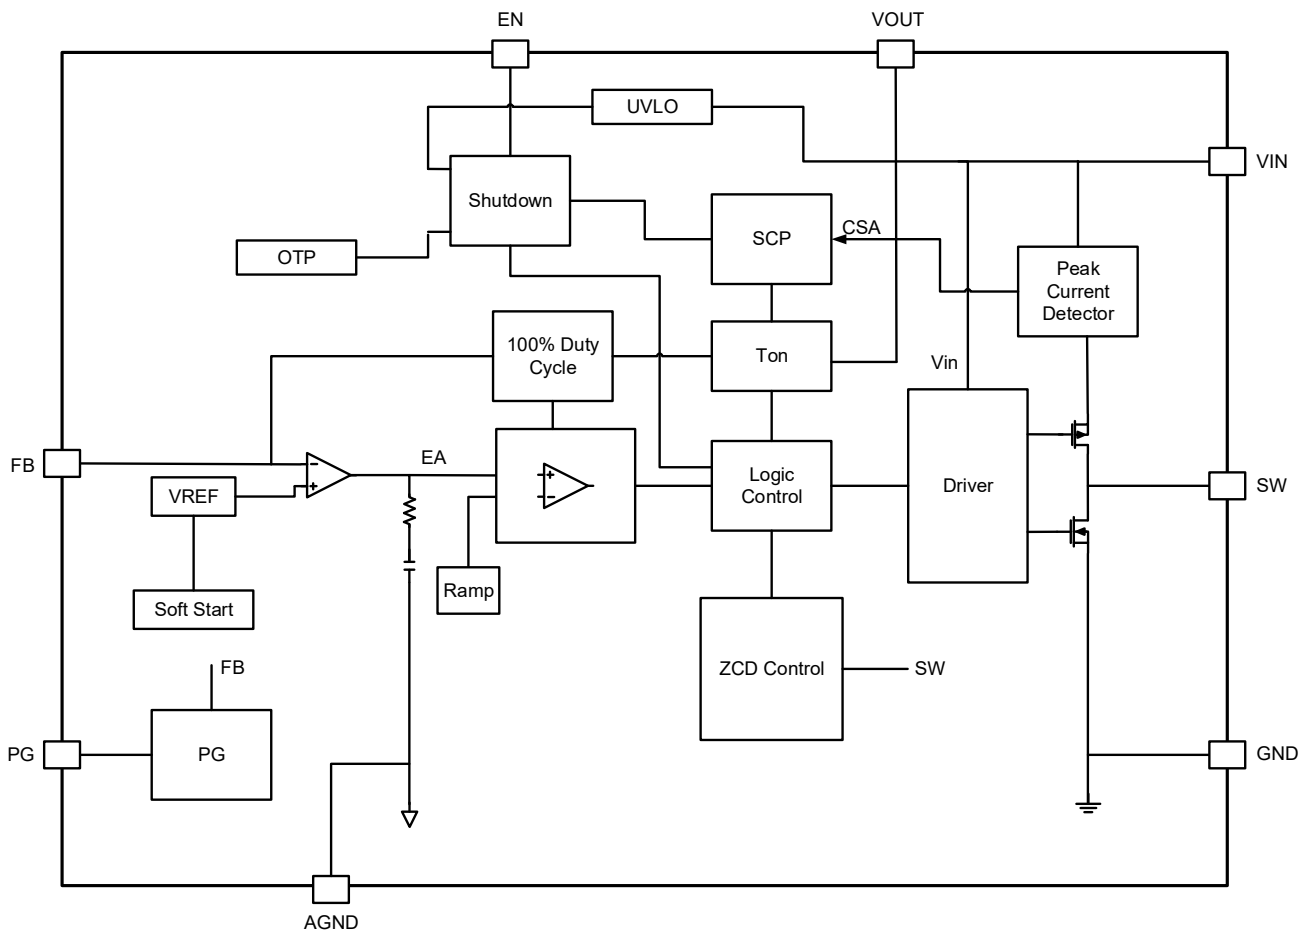 EN
VOUT
UVLO
VIN
Shutdown
SCP
CSA
OTP
Peak
Current
Detector
100% Duty
Cycle
Ton
Vin
FB
EA
VREF
Logic
Control
Driver
SW
Ramp
Soft Start
FB
ZCD Control
SW
PG
PG
GND
AGND